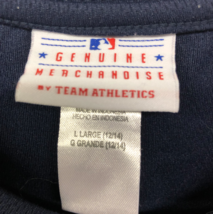 GENUINE
MERCHANDISE
BY TEAM ATHLETICS
MADE IN INDONESIA
HECHO EN INDONESIA
L LARGE (12/14)
G GRANDE (12/14)